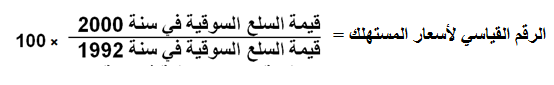 الرقم القياسي لأسعار المستهلك = قيمة السلع السوقية في سنة 2000
قيمة السلع السوقية في سنة 1992 × 100